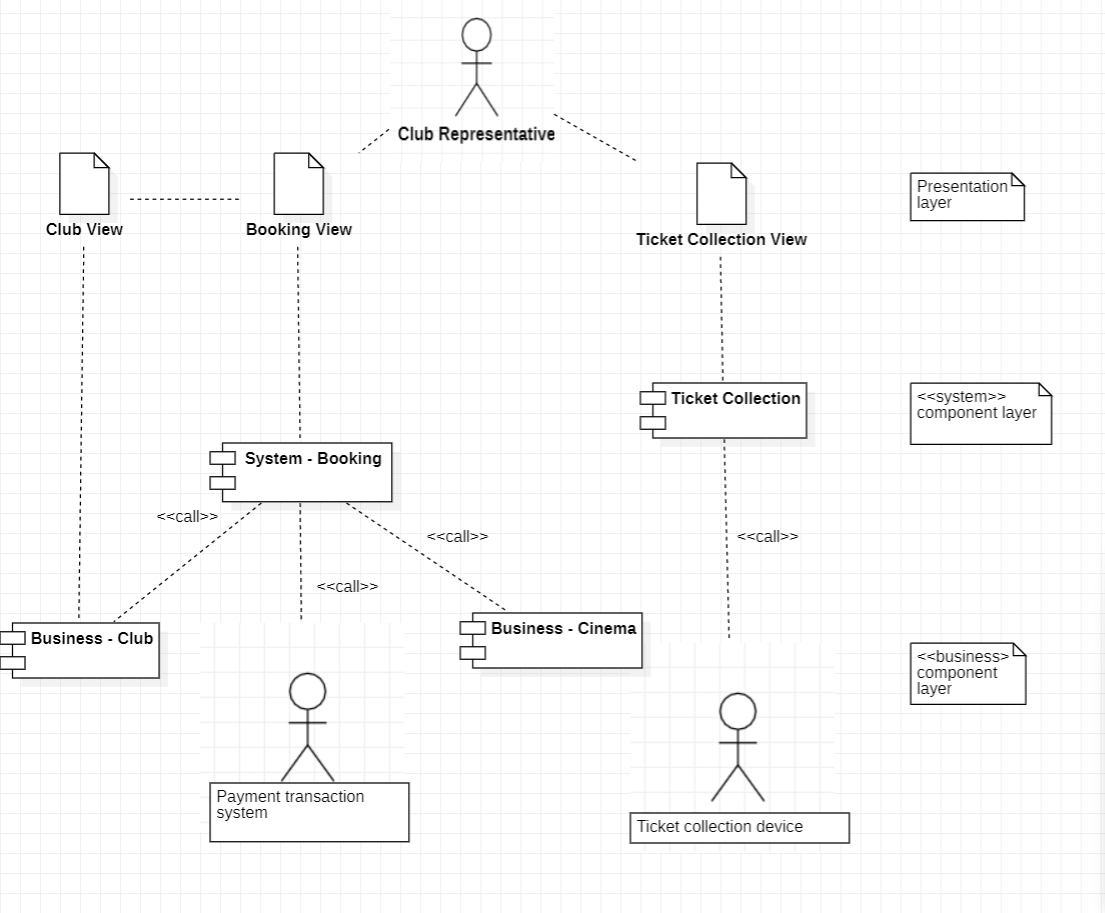 Club Representative
Club View
Booking View
Ticket Collection View
Presentation
layer
Ticket Collection
<<system>>
component layer
System - Booking
<<call>>
<<call>>
<<call>>
<<call>>
Business - Club
Business - Cinema
<<business>
component
layer
Payment transaction
system
Ticket collection device